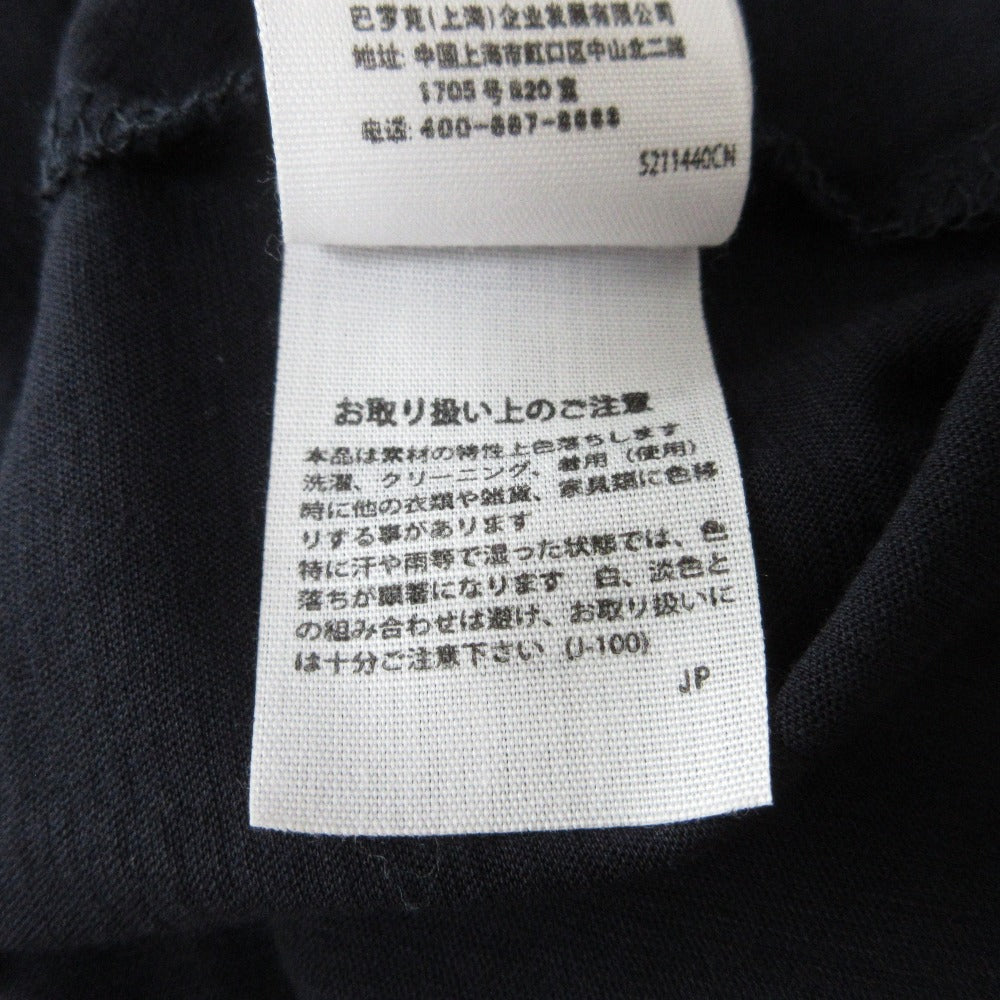 巴罗克(上海)企业发展有限公司
地址: 中国上海市虹口区中山北二路
1705号820室
电话: 400-887-8883
5211440CN
お取り扱い上のご注意
本品は素材の特性上色落ちします
洗濯、クリーニング、着用（使用）
時に他の衣類や雑貨、家具類に色移
りする事があります
特に汗や雨等で湿った状態では、色
落ちが顕著になります 白、淡色と
の組み合わせは避け、お取り扱いに
は十分ご注意下さい (J-100)
JP